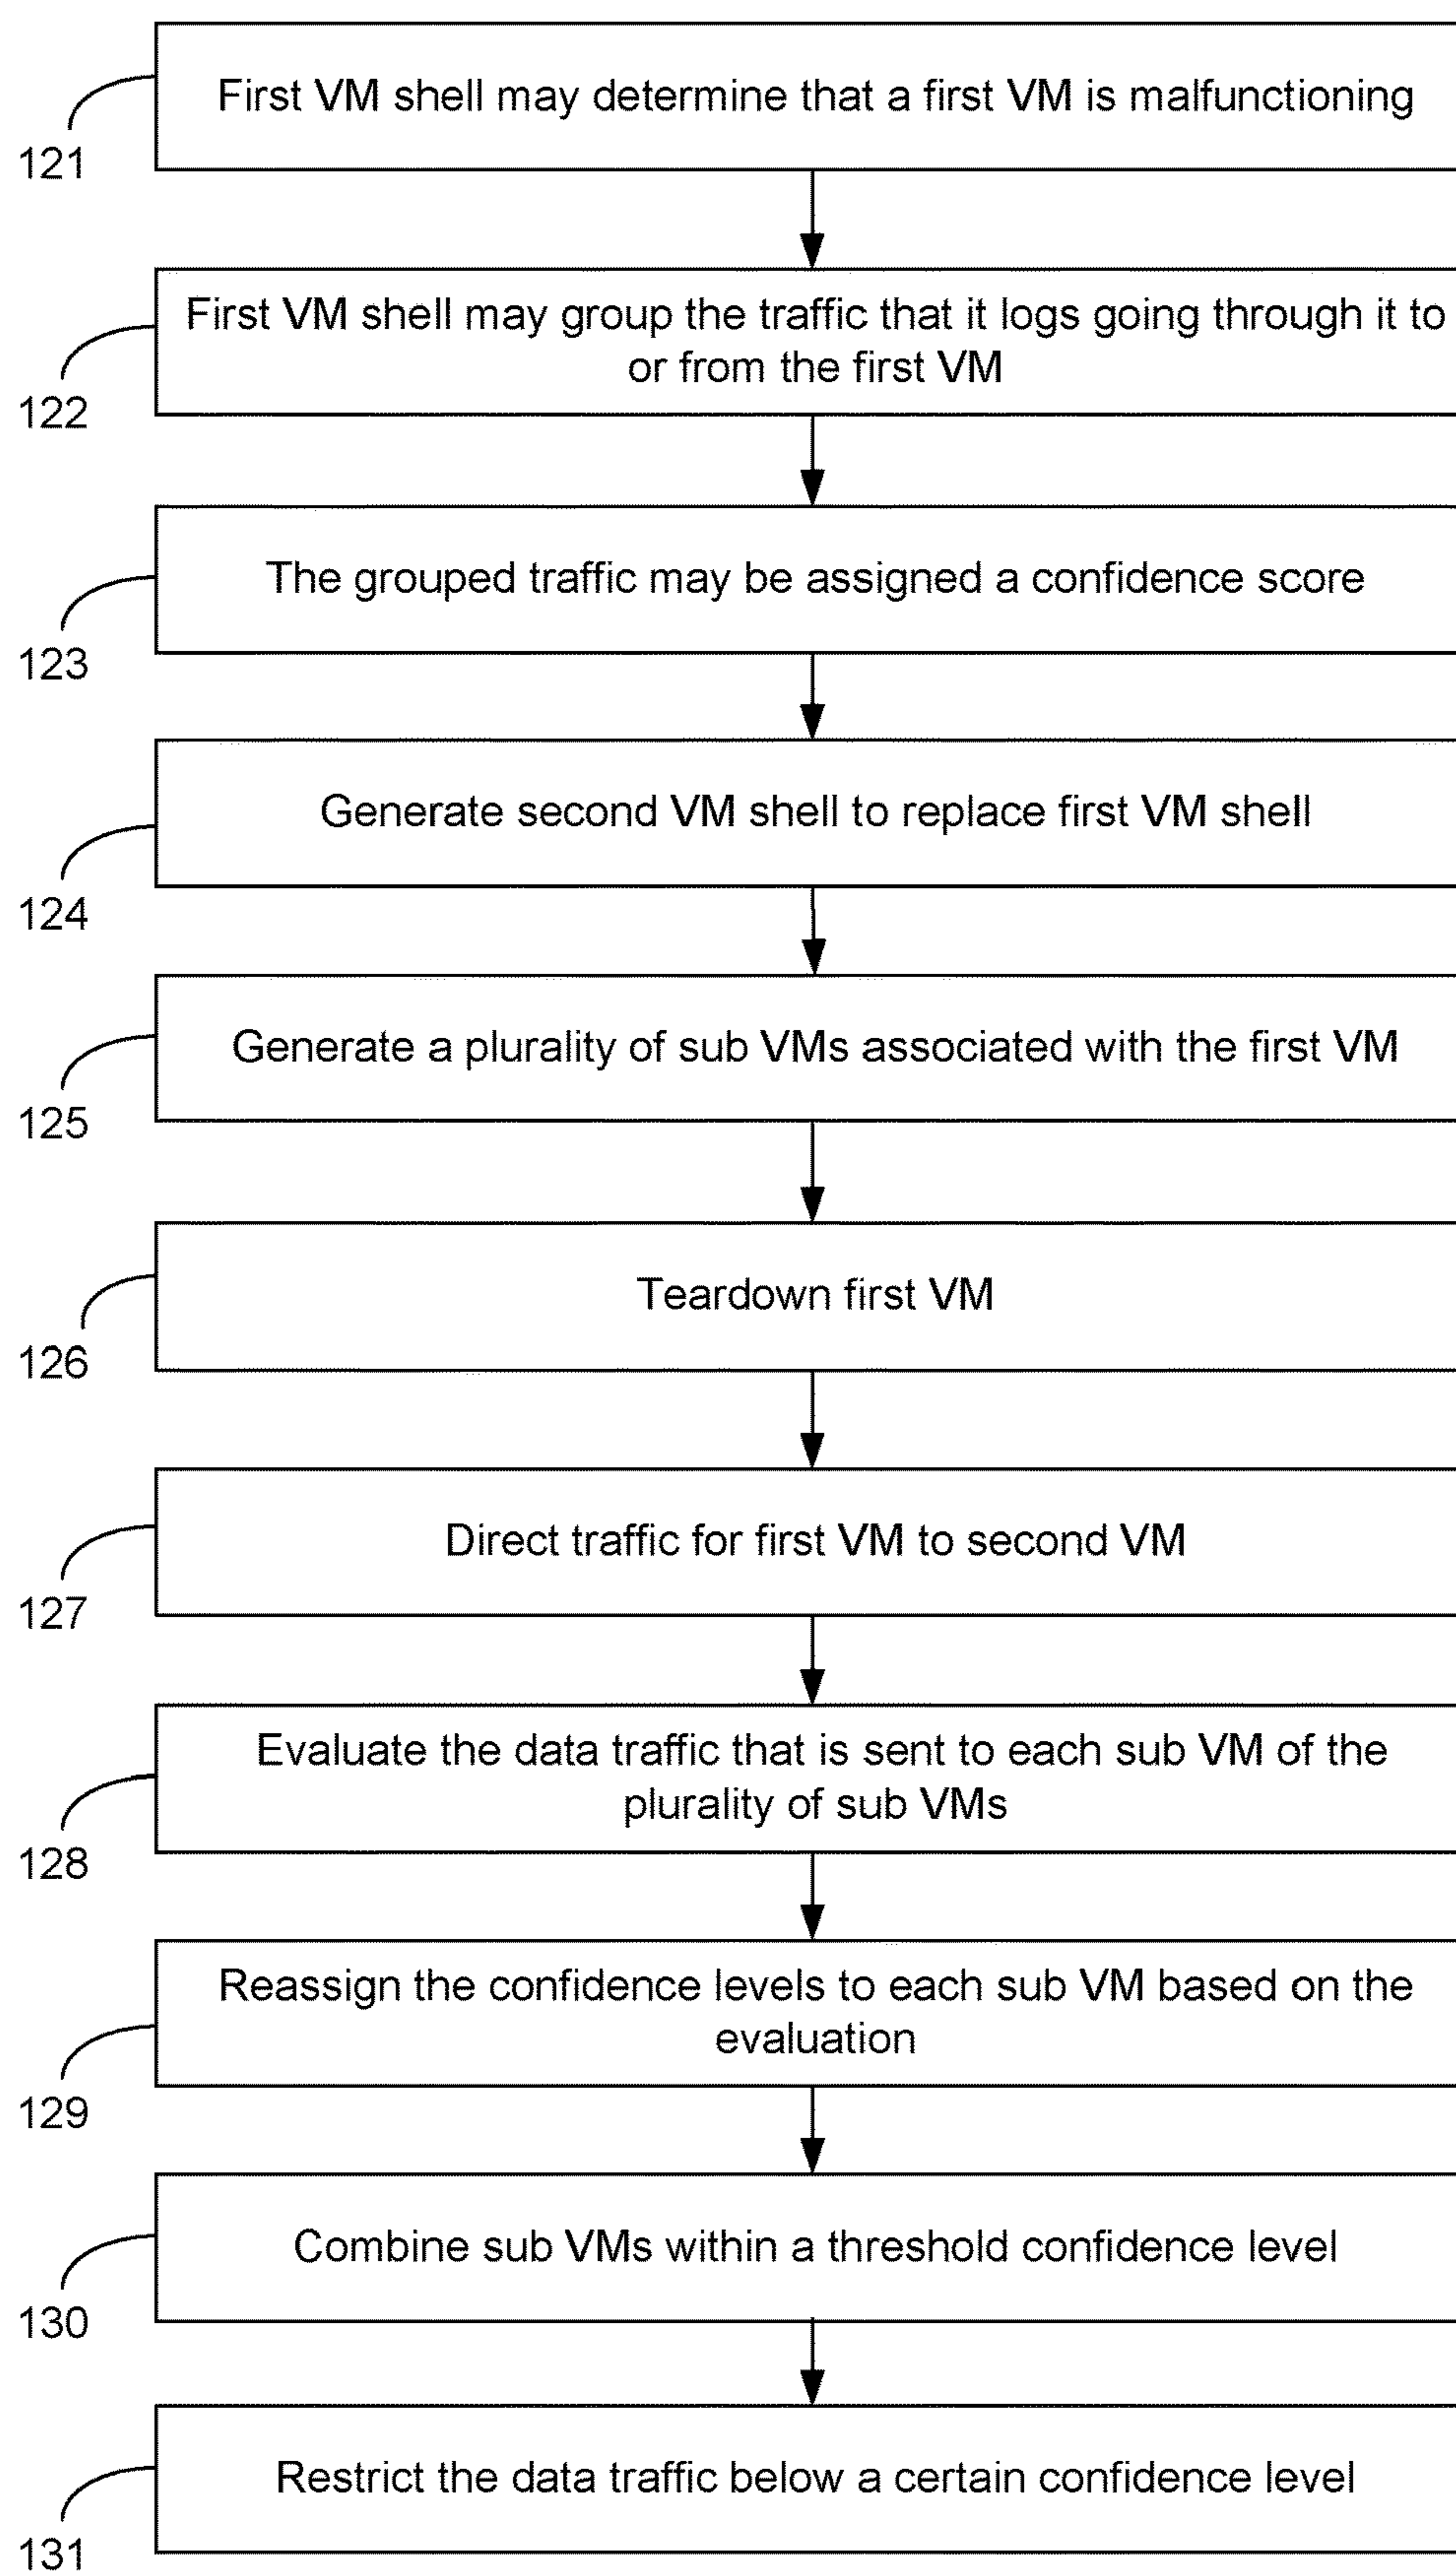 First VM shell may determine that a first VM is malfunctioning
121
First VM shell may group the traffic that it logs going through it to
or from the first VM
122
The grouped traffic may be assigned a confidence score
123
Generate second VM shell to replace first VM shell
124
Generate a plurality of sub VMs associated with the first VM
125
Teardown first VM
126
Direct traffic for first VM to second VM
127
Evaluate the data traffic that is sent to each sub VM of the
plurality of sub VMs
128
Reassign the confidence levels to each sub VM based on the
evaluation
129
Combine sub VMs within a threshold confidence level
130
Restrict the data traffic below a certain confidence level
131